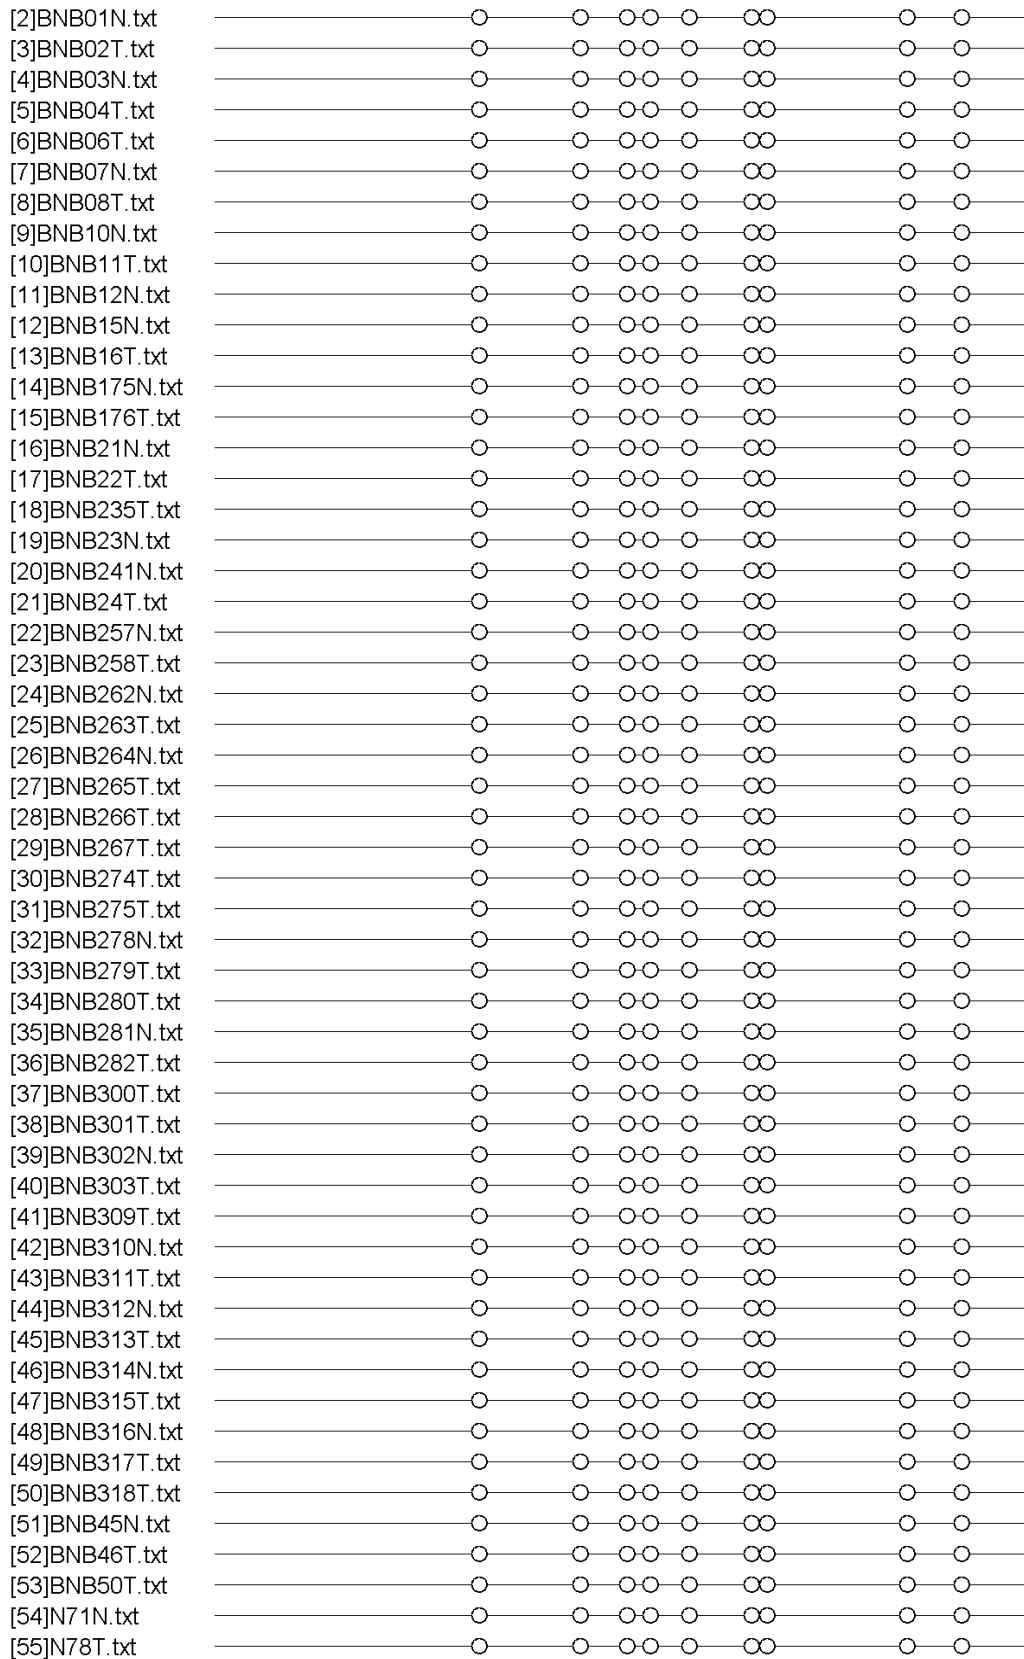 [2]BNB01N.txt
[3]BNB02T.txt
[4]BNB03N.txt
[5]BNB04T.txt
[6]BNB06T.txt
[7]BNB07N.txt
[8]BNB08T.txt
[9]BNB10N.txt
[10]BNB11T.txt
[11]BNB12N.txt
[12]BNB15N.txt
[13]BNB16T.txt
[14]BNB175N.txt
[15]BNB176T.txt
[16]BNB21N.txt
[17]BNB22T.txt
[18]BNB235T.txt
[19]BNB23N.txt
[20]BNB241N.txt
[21]BNB24T.txt
[22]BNB257N.txt
[23]BNB258T.txt
[24]BNB262N.txt
[25]BNB263T.txt
[26]BNB264N.txt
[27]BNB265T.txt
[28]BNB266T.txt
[29]BNB267T.txt
[30]BNB274T.txt
[31]BNB275T.txt
[32]BNB278N.txt
[33]BNB279T.txt
[34]BNB280T.txt
[35]BNB281N.txt
[36]BNB282T.txt
[37]BNB300T.txt
[38]BNB301T.txt
[39]BNB302N.txt
[40]BNB303T.txt
[41]BNB309T.txt
[42]BNB310N.txt
[43]BNB311T.txt
[44]BNB312N.txt
[45]BNB313T.txt
[46]BNB314N.txt
[47]BNB315T.txt
[48]BNB316N.txt
[49]BNB317T.txt
[50]BNB318T.txt
[51]BNB45N.txt
[52]BNB46T.txt
[53]BNB50T.txt
[54]N71N.txt
[55]N78T.txt